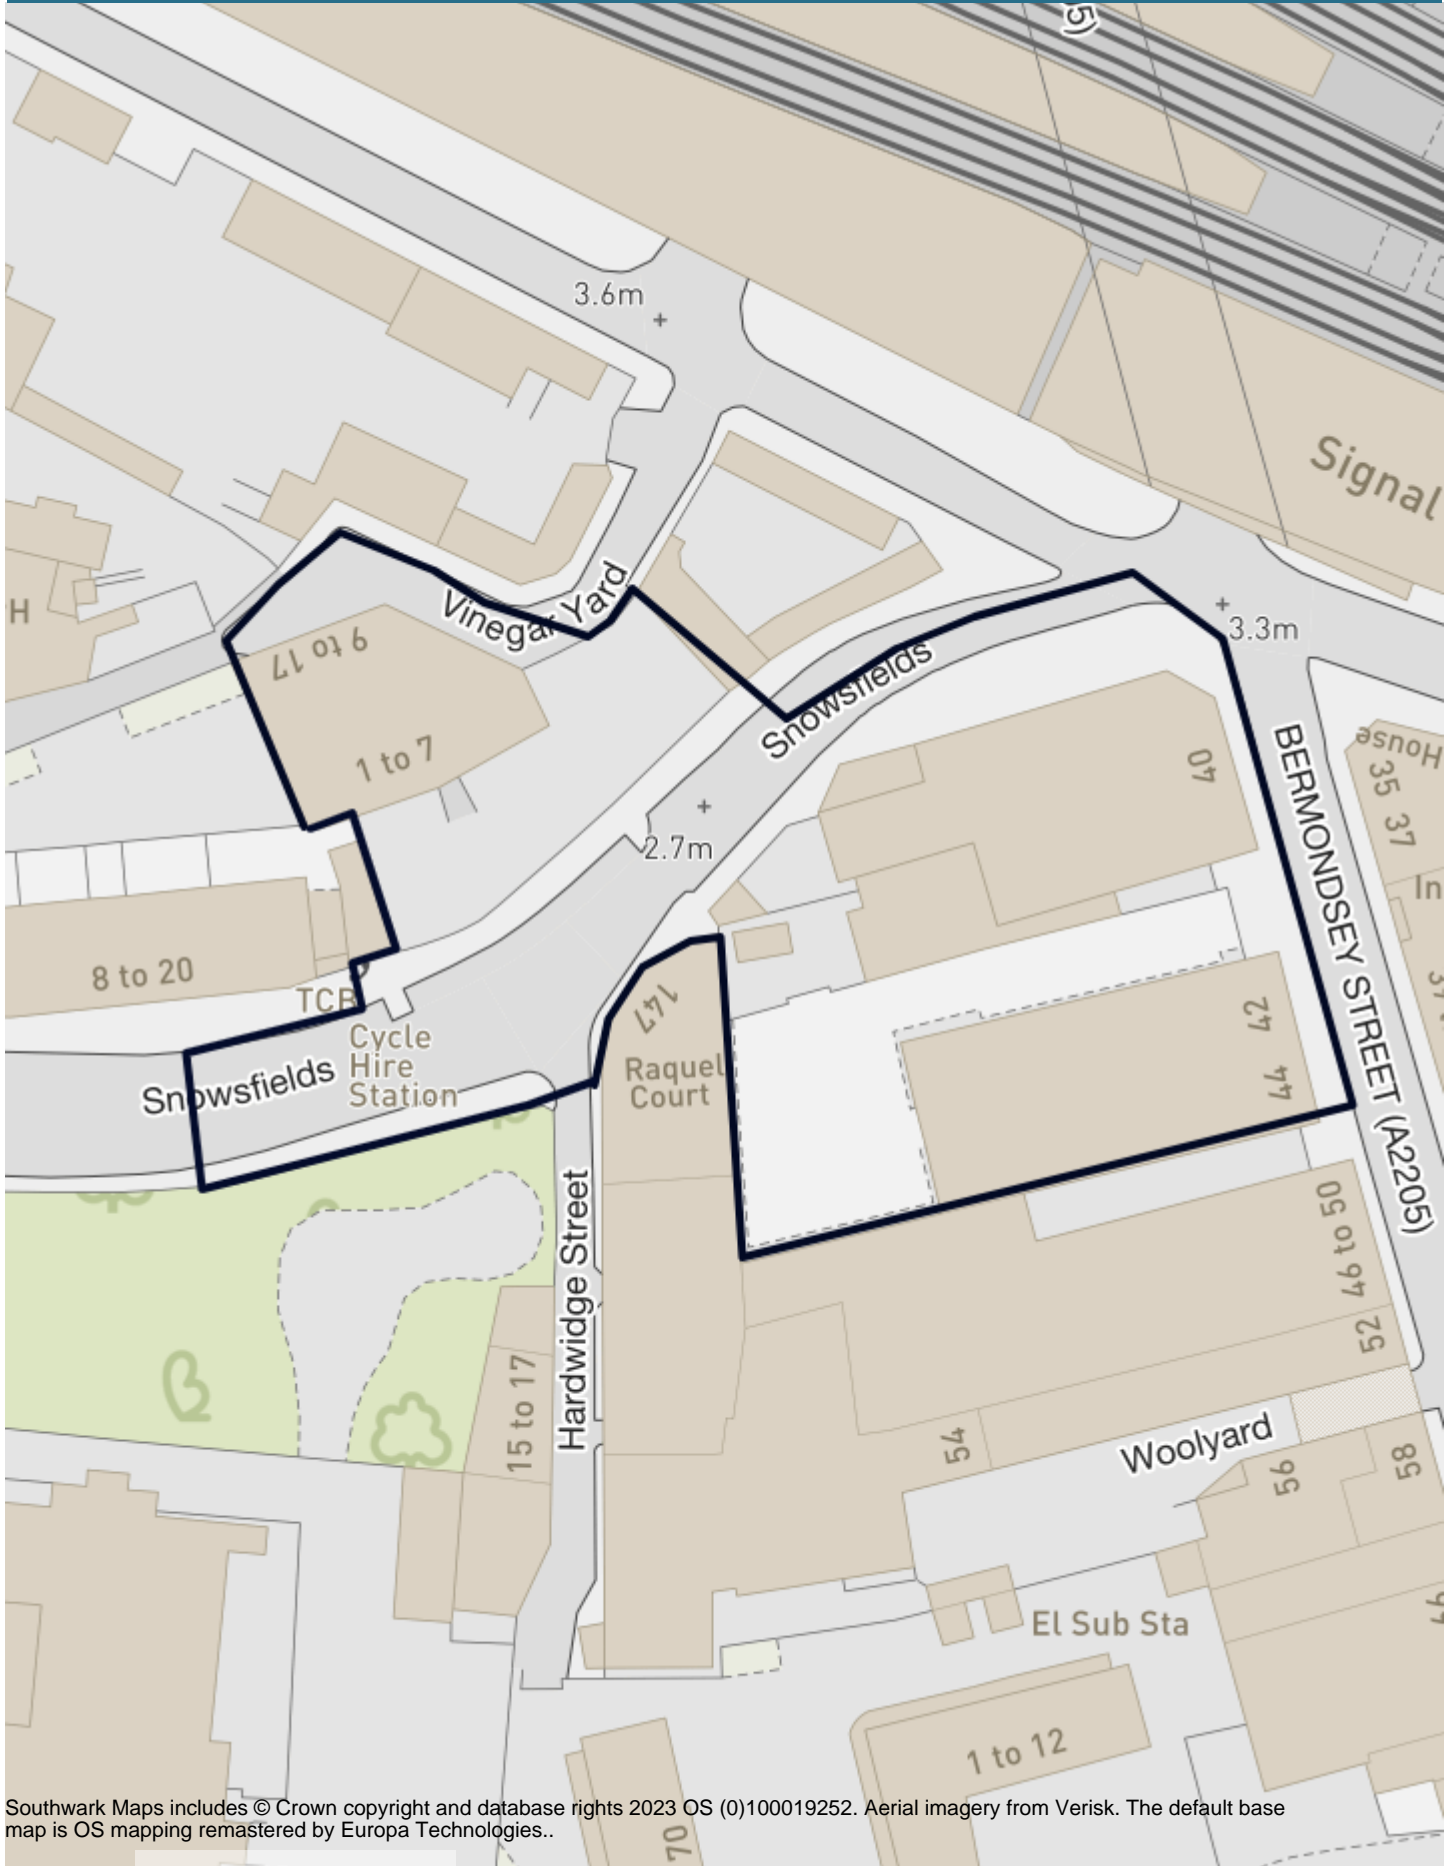 5)
3.6m
Signal
Vinegar Yard
H
9 to 17
3.3m
Snowsfields
House
1 to 7
40
35
37
BERMONDSEY STREET (A2205)
2.7m
In
8 to 20
147
TCB
42
Cycle
Hire
Station
Snowsfields
Raquel
Court
44
46 to 50
Hardwidge Street
52
15 to 17
54
Woolyard
56
58
El Sub Sta
1 to 12
70
Southwark Maps includes © Crown copyright and database rights 2023 OS (0)100019252. Aerial imagery from Verisk. The default base
map is OS mapping remastered by Europa Technologies..